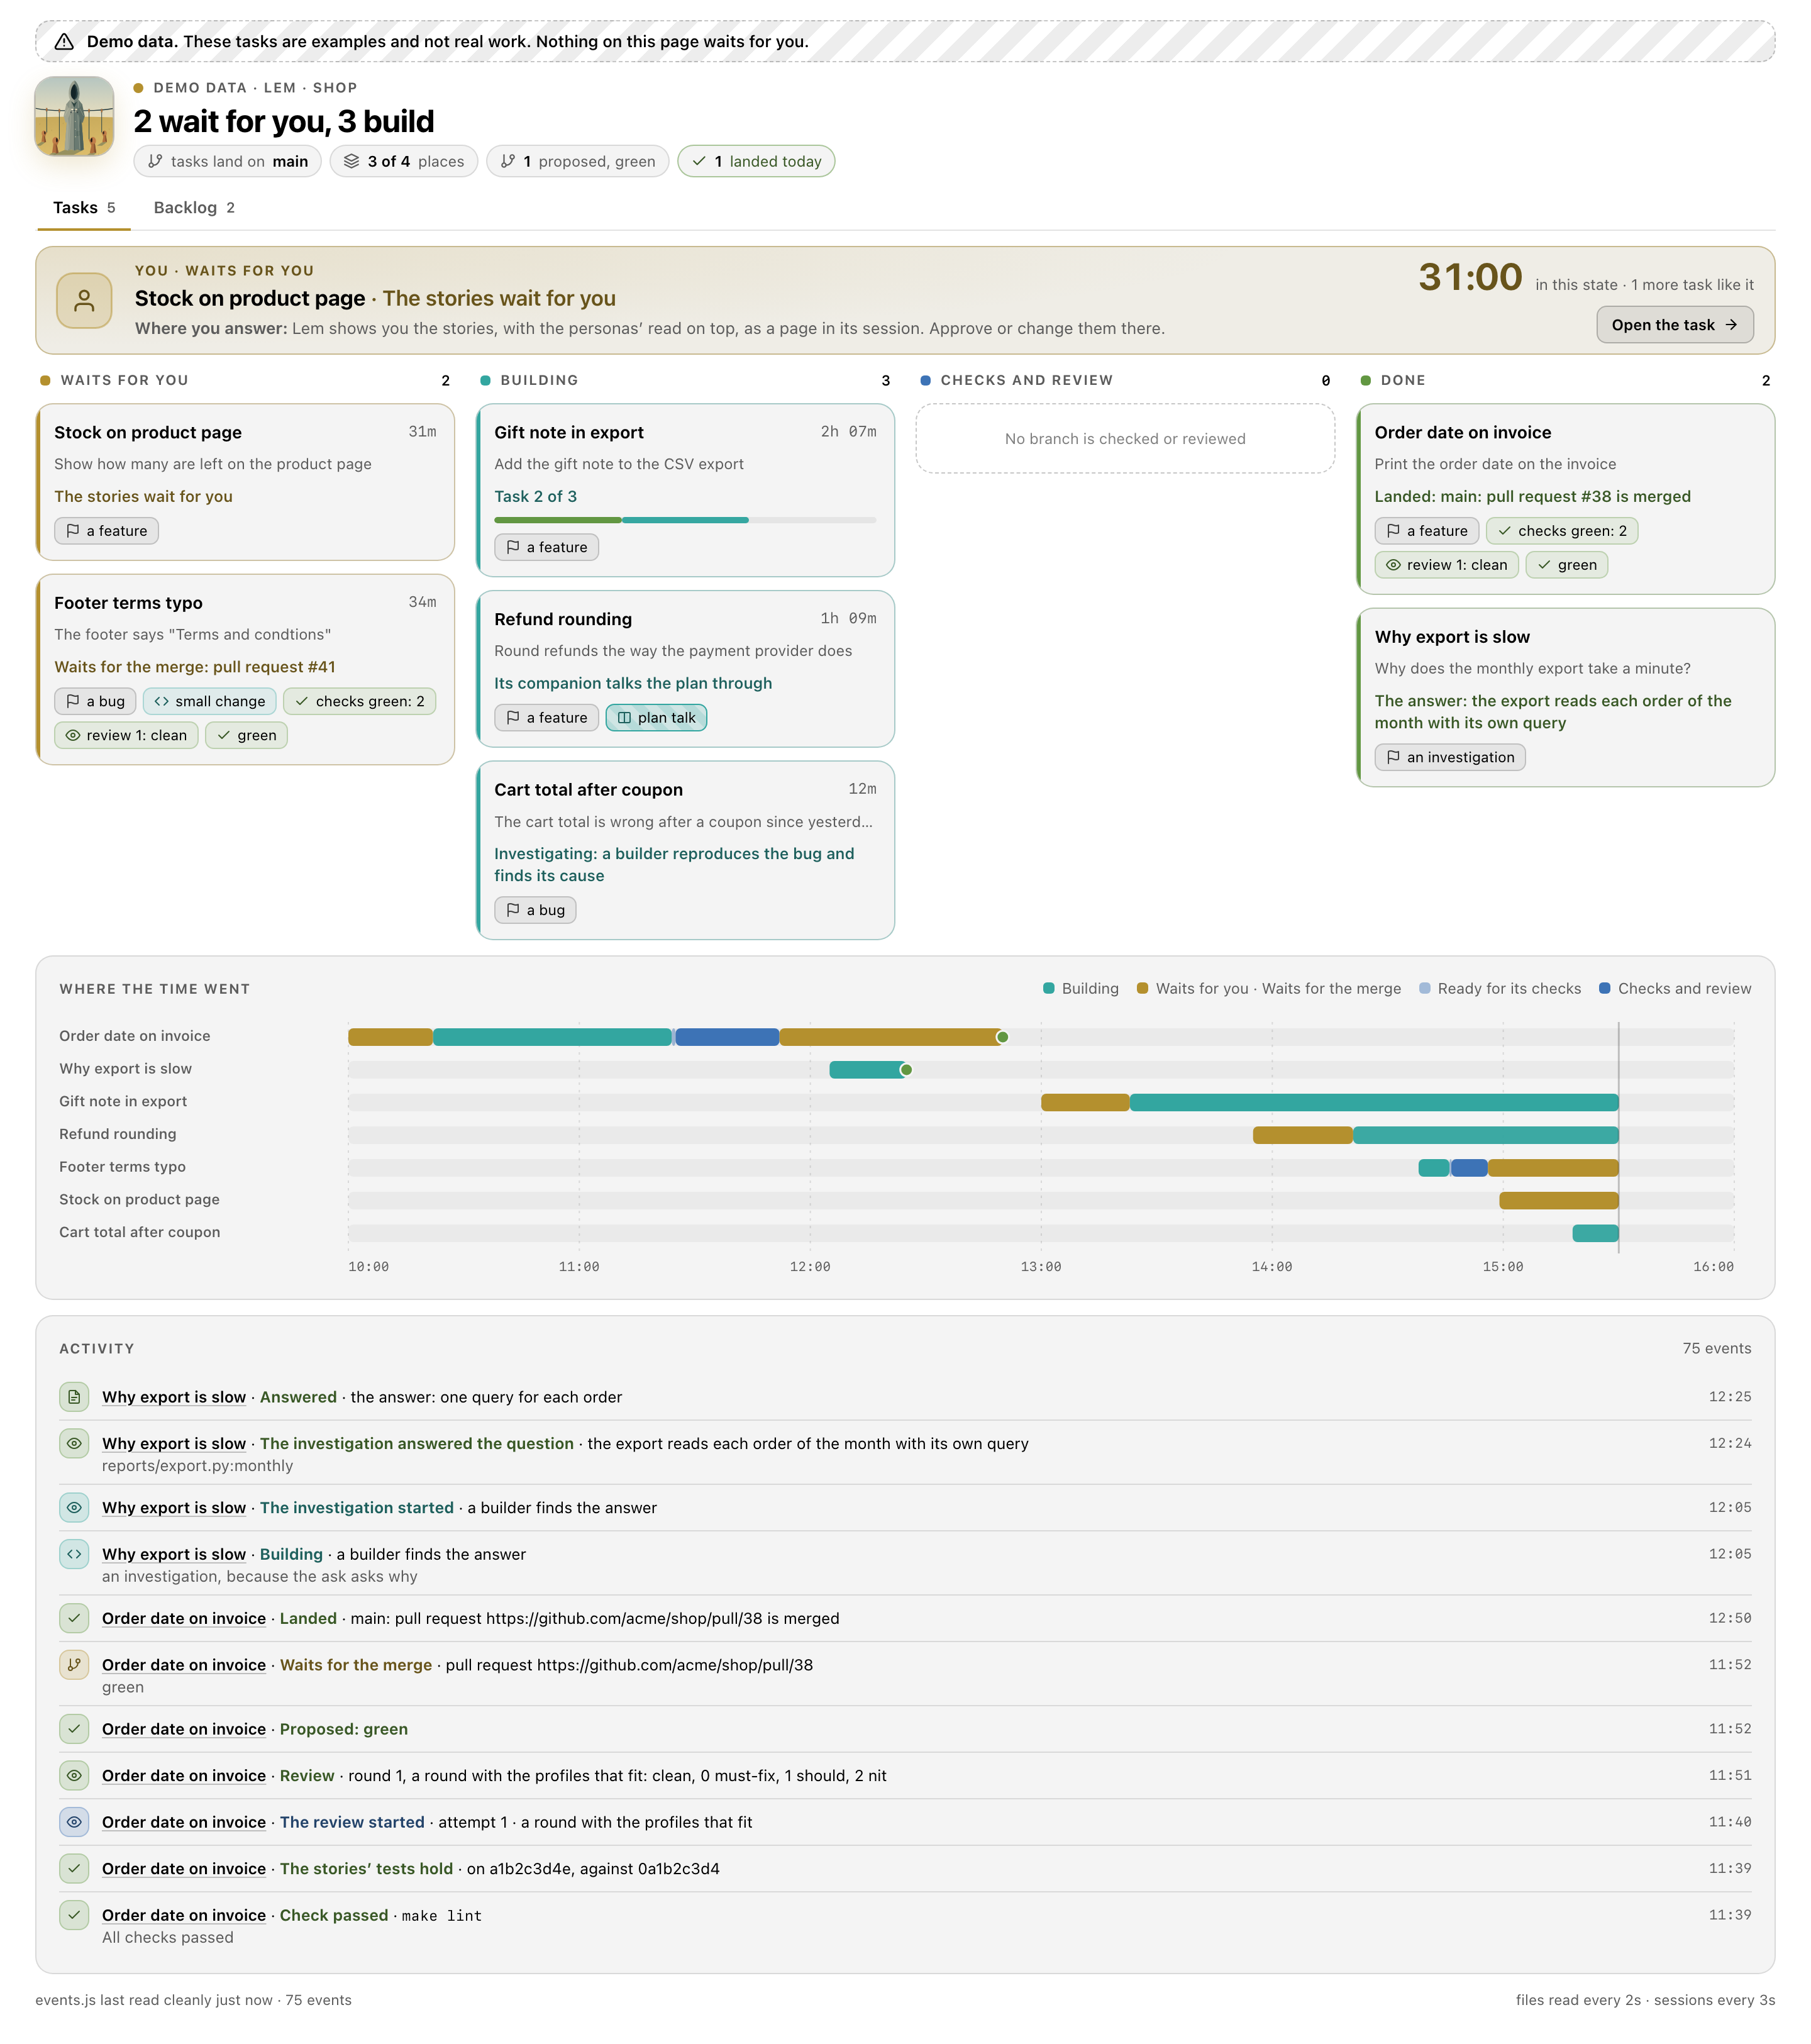 Demo data. These tasks are examples and not real work. Nothing on this page waits for you.
DEMO DATA · LEM · SHOP
2 wait for you, 3 build
tasks land on main
3 of 4 places
1 proposed, green
1 landed today
Tasks 5
Backlog 2
YOU · WAITS FOR YOU
Stock on product page · The stories wait for you
Where you answer: Lem shows you the stories, with the personas’ read on top, as a page in its session. Approve or change them there.
31:00 in this state · 1 more task like it
Open the task
WAITS FOR YOU 2
Stock on product page 31m
Show how many are left on the product page
The stories wait for you
a feature
Footer terms typo 34m
The footer says "Terms and condtions"
Waits for the merge: pull request #41
a bug small change checks green: 2
review 1: clean green
BUILDING 3
Gift note in export 2h 07m
Add the gift note to the CSV export
Task 2 of 3
a feature
Refund rounding 1h 09m
Round refunds the way the payment provider does
Its companion talks the plan through
a feature plan talk
Cart total after coupon 12m
The cart total is wrong after a coupon since yesterd…
Investigating: a builder reproduces the bug and
finds its cause
a bug
CHECKS AND REVIEW 0
No branch is checked or reviewed
DONE 2
Order date on invoice
Print the order date on the invoice
Landed: main: pull request #38 is merged
a feature checks green: 2
review 1: clean green
Why export is slow
Why does the monthly export take a minute?
The answer: the export reads each order of the
month with its own query
an investigation
WHERE THE TIME WENT
Building Waits for you · Waits for the merge Ready for its checks Checks and review
Order date on invoice
Why export is slow
Gift note in export
Refund rounding
Footer terms typo
Stock on product page
Cart total after coupon
10:00 11:00 12:00 13:00 14:00 15:00 16:00
ACTIVITY 75 events
Why export is slow · Answered · the answer: one query for each order 12:25
Why export is slow · The investigation answered the question · the export reads each order of the month with its own query 12:24
reports/export.py:monthly
Why export is slow · The investigation started · a builder finds the answer 12:05
Why export is slow · Building · a builder finds the answer 12:05
an investigation, because the ask asks why
Order date on invoice · Landed · main: pull request https://github.com/acme/shop/pull/38 is merged 12:50
Order date on invoice · Waits for the merge · pull request https://github.com/acme/shop/pull/38 11:52
green
Order date on invoice · Proposed: green 11:52
Order date on invoice · Review · round 1, a round with the profiles that fit: clean, 0 must-fix, 1 should, 2 nit 11:51
Order date on invoice · The review started · attempt 1 · a round with the profiles that fit 11:40
Order date on invoice · The stories’ tests hold · on a1b2c3d4e, against 0a1b2c3d4 11:39
Order date on invoice · Check passed · make lint 11:39
All checks passed
events.js last read cleanly just now · 75 events
files read every 2s · sessions every 3s